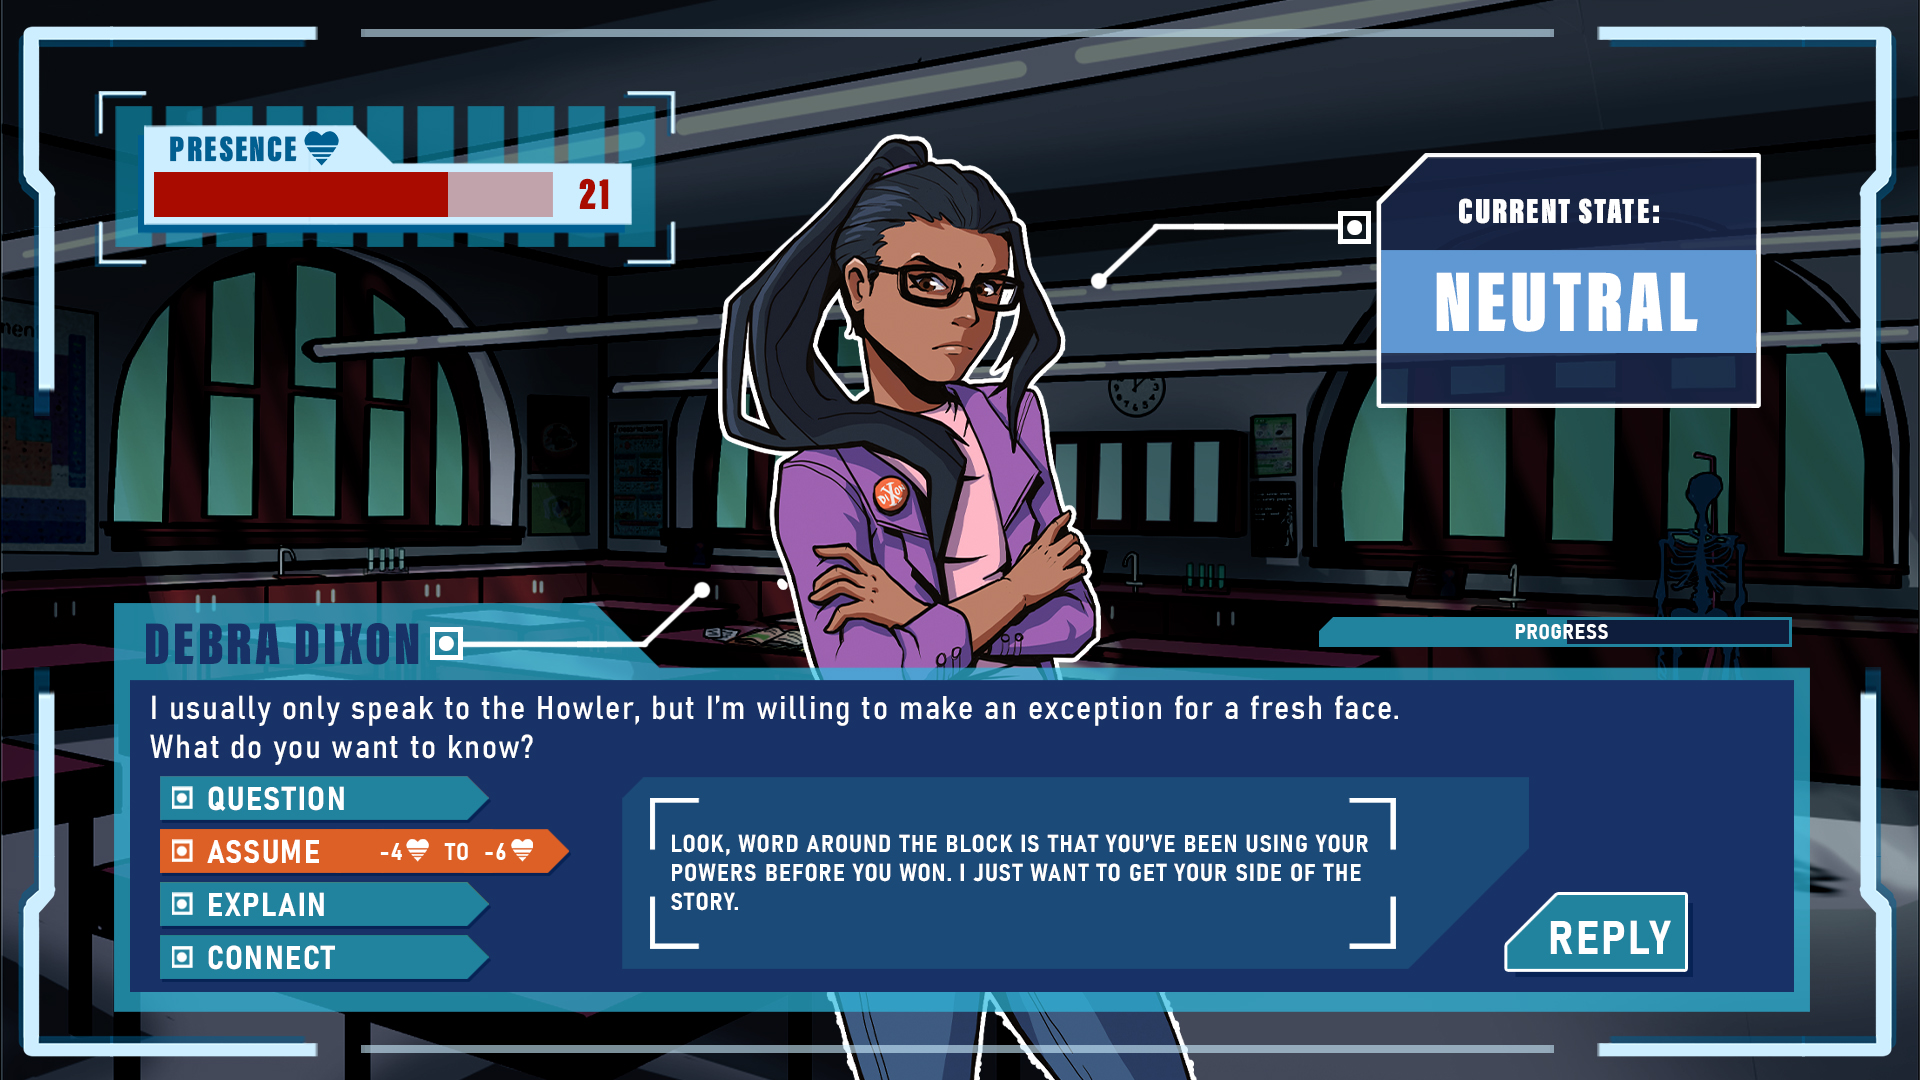 PRESENCE
21
CURRENT STATE:
NEUTRAL
DIXON
DEBRA DIXON
PROGRESS
I usually only speak to the Howler, but I'm willing to make an exception for a fresh face.
What do you want to know?
QUESTION
ASSUME -4 TO -6
EXPLAIN
CONNECT
LOOK, WORD AROUND THE BLOCK IS THAT YOU'VE BEEN USING YOUR
POWERS BEFORE YOU WON. I JUST WANT TO GET YOUR SIDE OF THE
STORY.
REPLY